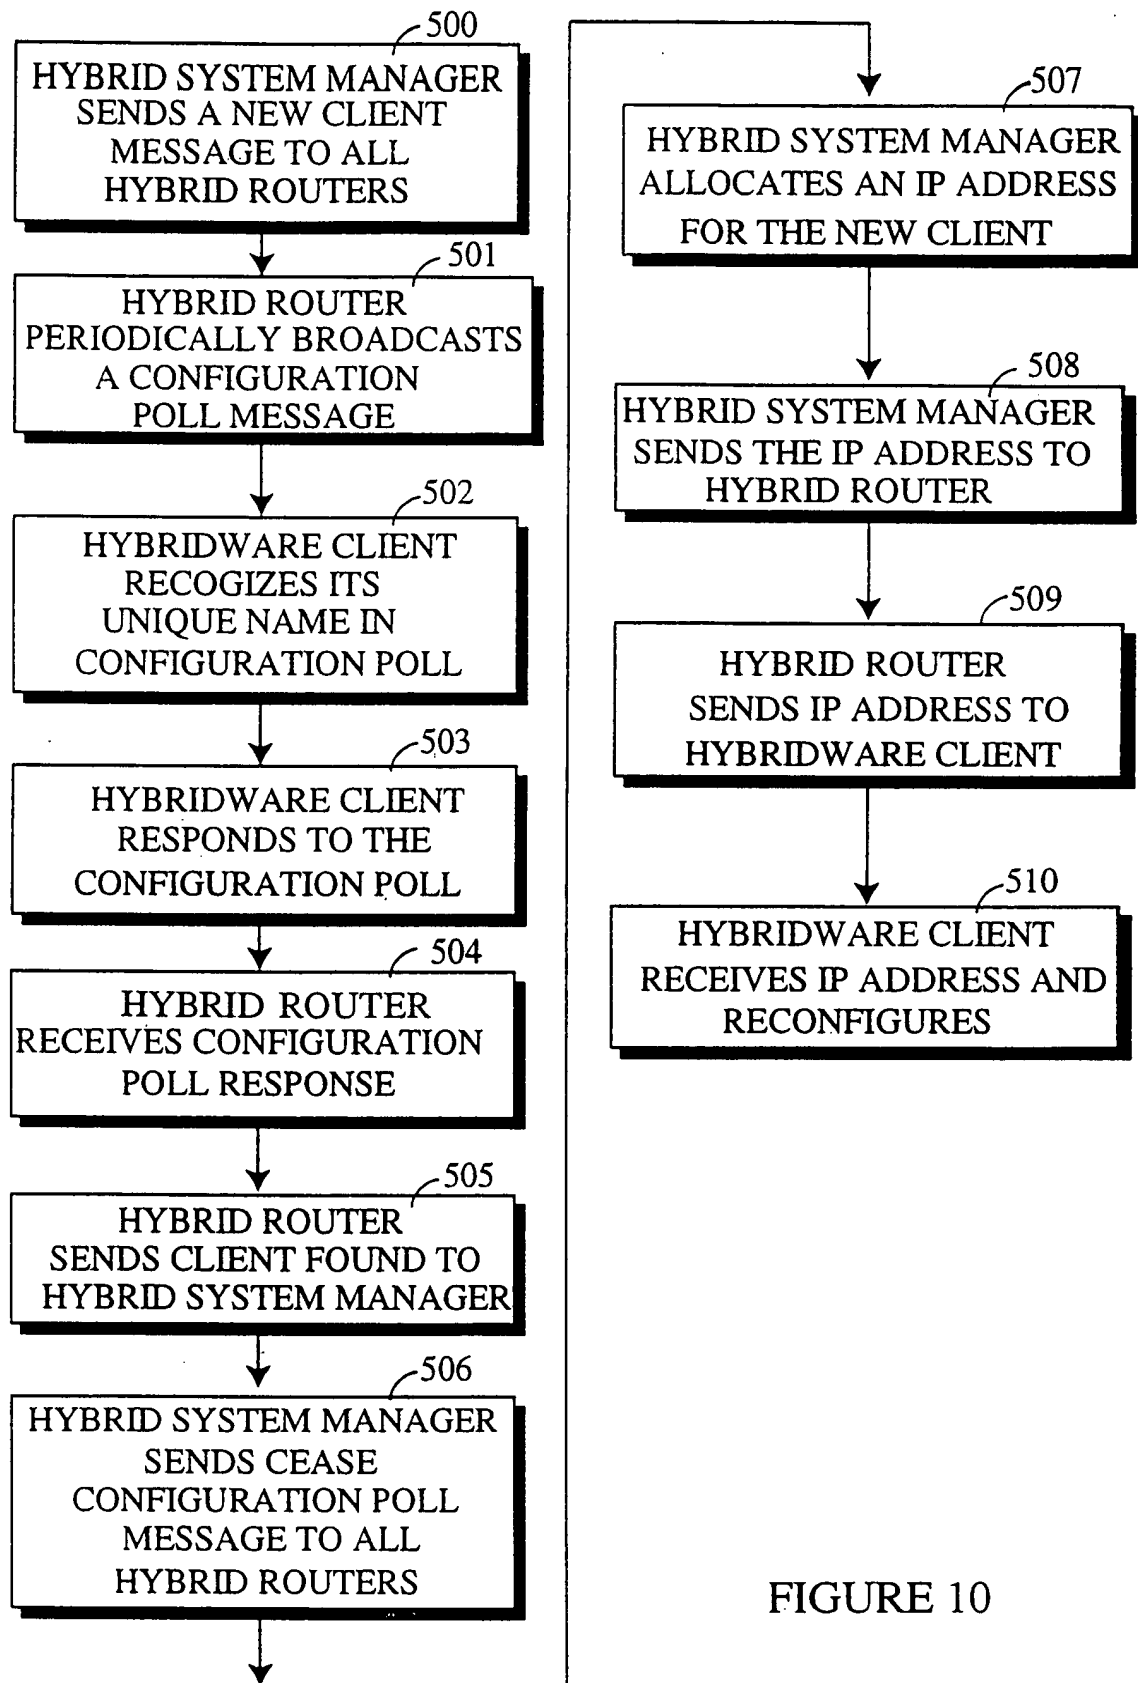 500
HYBRID SYSTEM MANAGER
SENDS A NEW CLIENT
MESSAGE TO ALL
HYBRID ROUTERS
501
HYBRID ROUTER
PERIODICALLY BROADCASTS
A CONFIGURATION
POLL MESSAGE
502
HYBRIDWARE CLIENT
RECOGIZES ITS
UNIQUE NAME IN
CONFIGURATION POLL
503
HYBRIDWARE CLIENT
RESPONDS TO THE
CONFIGURATION POLL
504
HYBRID ROUTER
RECEIVES CONFIGURATION
POLL RESPONSE
505
HYBRID ROUTER
SENDS CLIENT FOUND TO
HYBRID SYSTEM MANAGER
506
HYBRID SYSTEM MANAGER
SENDS CEASE
CONFIGURATION POLL
MESSAGE TO ALL
HYBRID ROUTERS
507
HYBRID SYSTEM MANAGER
ALLOCATES AN IP ADDRESS
FOR THE NEW CLIENT
508
HYBRID SYSTEM MANAGER
SENDS THE IP ADDRESS TO
HYBRID ROUTER
509
HYBRID ROUTER
SENDS IP ADDRESS TO
HYBRIDWARE CLIENT
510
HYBRIDWARE CLIENT
RECEIVES IP ADDRESS AND
RECONFIGURES
FIGURE 10